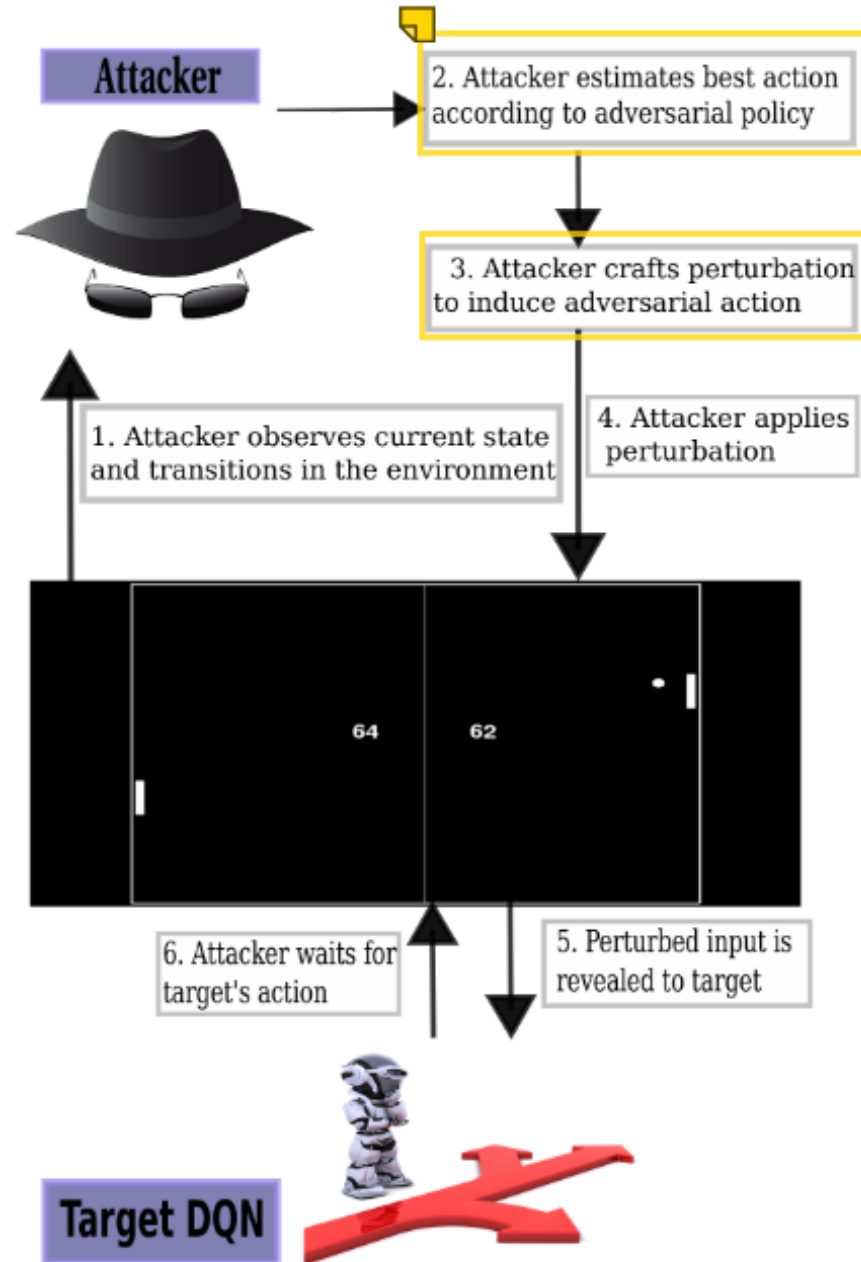 Attacker
2. Attacker estimates best action
according to adversarial policy
3. Attacker crafts perturbation
to induce adversarial action
1. Attacker observes current state
and transitions in the environment
4. Attacker applies
perturbation
64 62
6. Attacker waits for
target's action
5. Perturbed input is
revealed to target
Target DQN